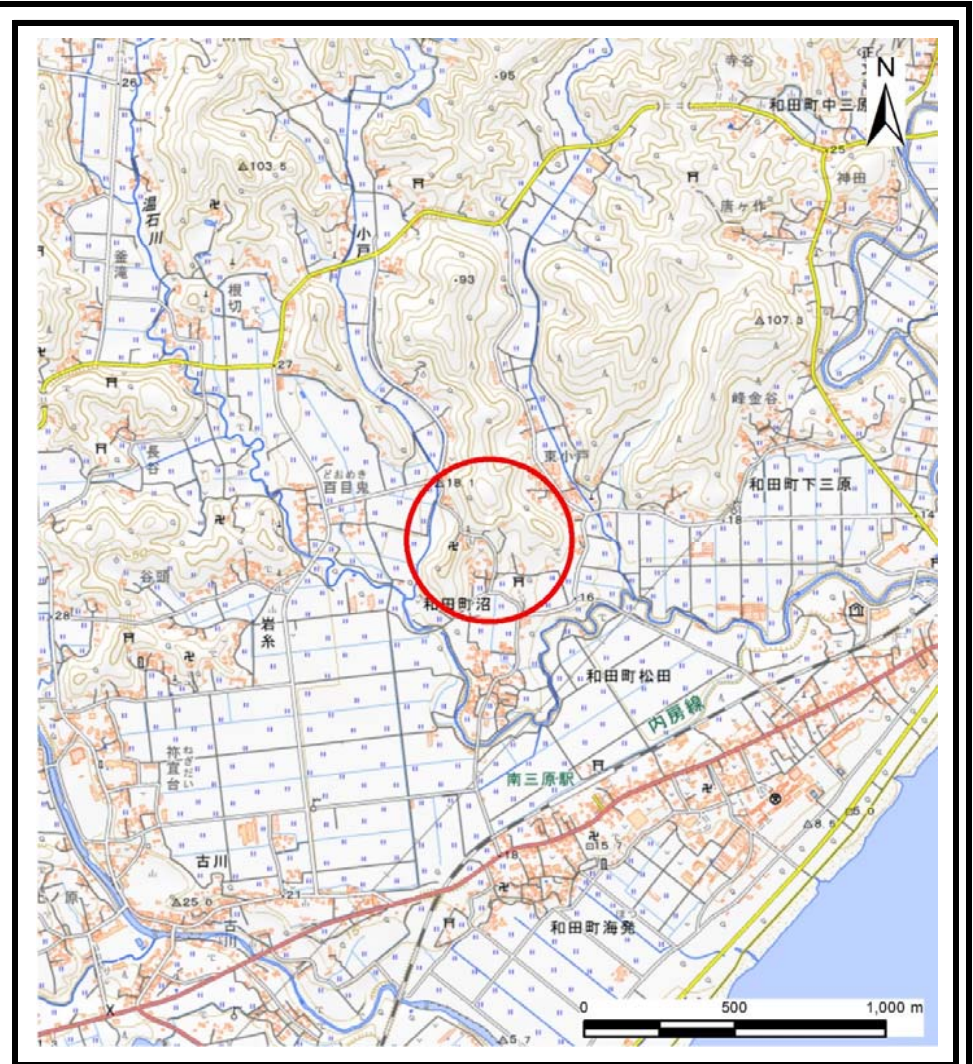 N
寺谷
和田町中三原
・95
・26
△103.5
・25
神田
唐ヶ作
温石川
小戸
釜滝
根切
・93
△107.3
・27
峰金谷
長谷
東小戸
どおめき
百目鬼
△18.1
和田町下三原
・18
・14
谷頭
和田町沼
・16
・28
岩糸
和田町松田
内房線
ねぎだい
祢宜台
南三原駅
△8.5
□5.0
・18
□15.7
古川
・21
△25.0
古川
和田町海発
0 500 1,000 m
△5.7